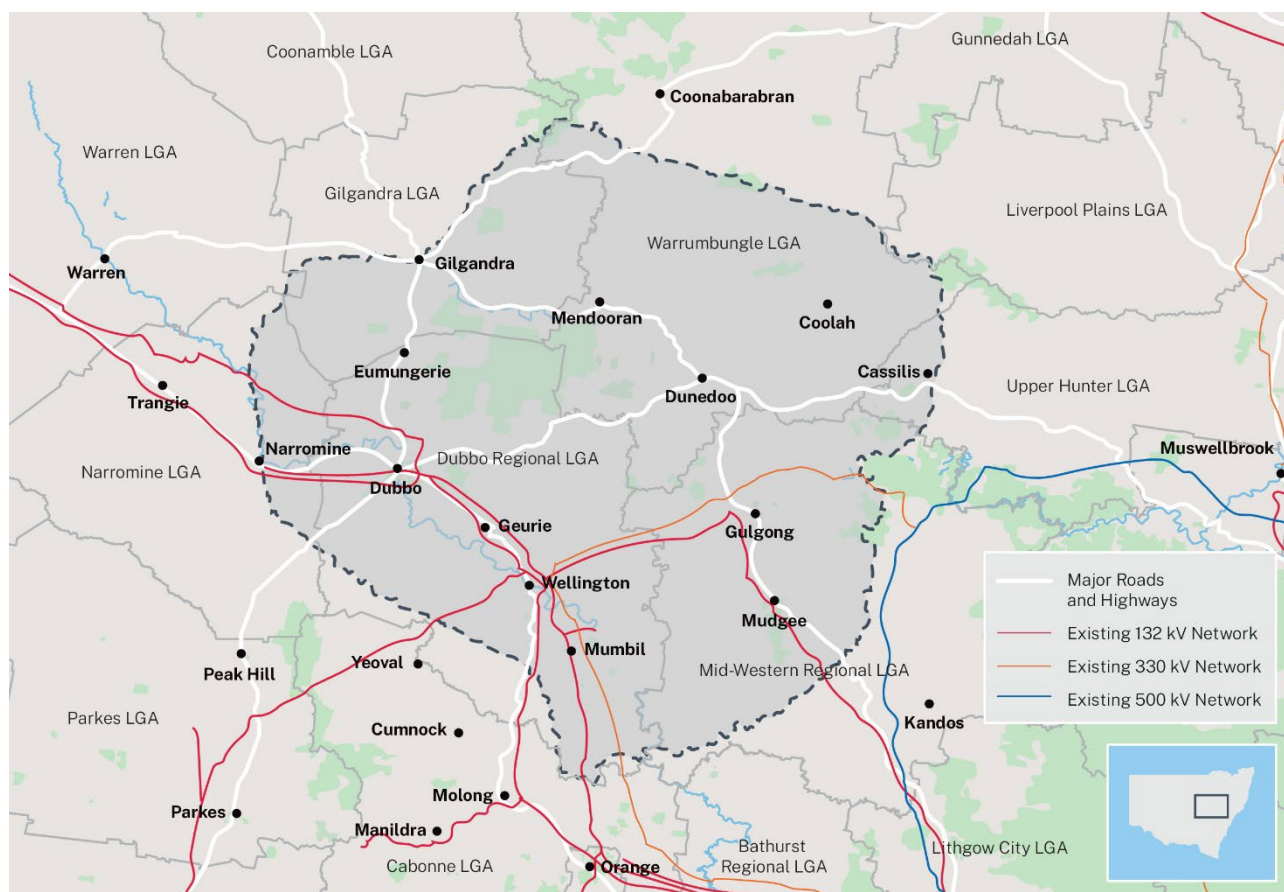 Coonamble LGA
Gunnedah LGA
Coonabarabran
Warren LGA
Gilgandra LGA
Liverpool Plains LGA
Warrumbungle LGA
Warren
Gilgandra
Mendooran
Coolah
Eumungerie
Cassilis
Trangie
Dunedoo
Upper Hunter LGA
Narromine
Dubbo Regional LGA
Muswellbrook
Narromine LGA
Dubbo
Geurie
Gulgong
Wellington
Mudgee
Mumbil
Yeoval
Peak Hill
Mid-Western Regional LGA
Kandos
Parkes LGA
Cumnock
Molong
Parkes
Manildra
Cabonne LGA
Orange
Bathurst
Regional LGA
Lithgow City LGA
Major Roads
and Highways
Existing 132 kV Network
Existing 330 kV Network
Existing 500 kV Network